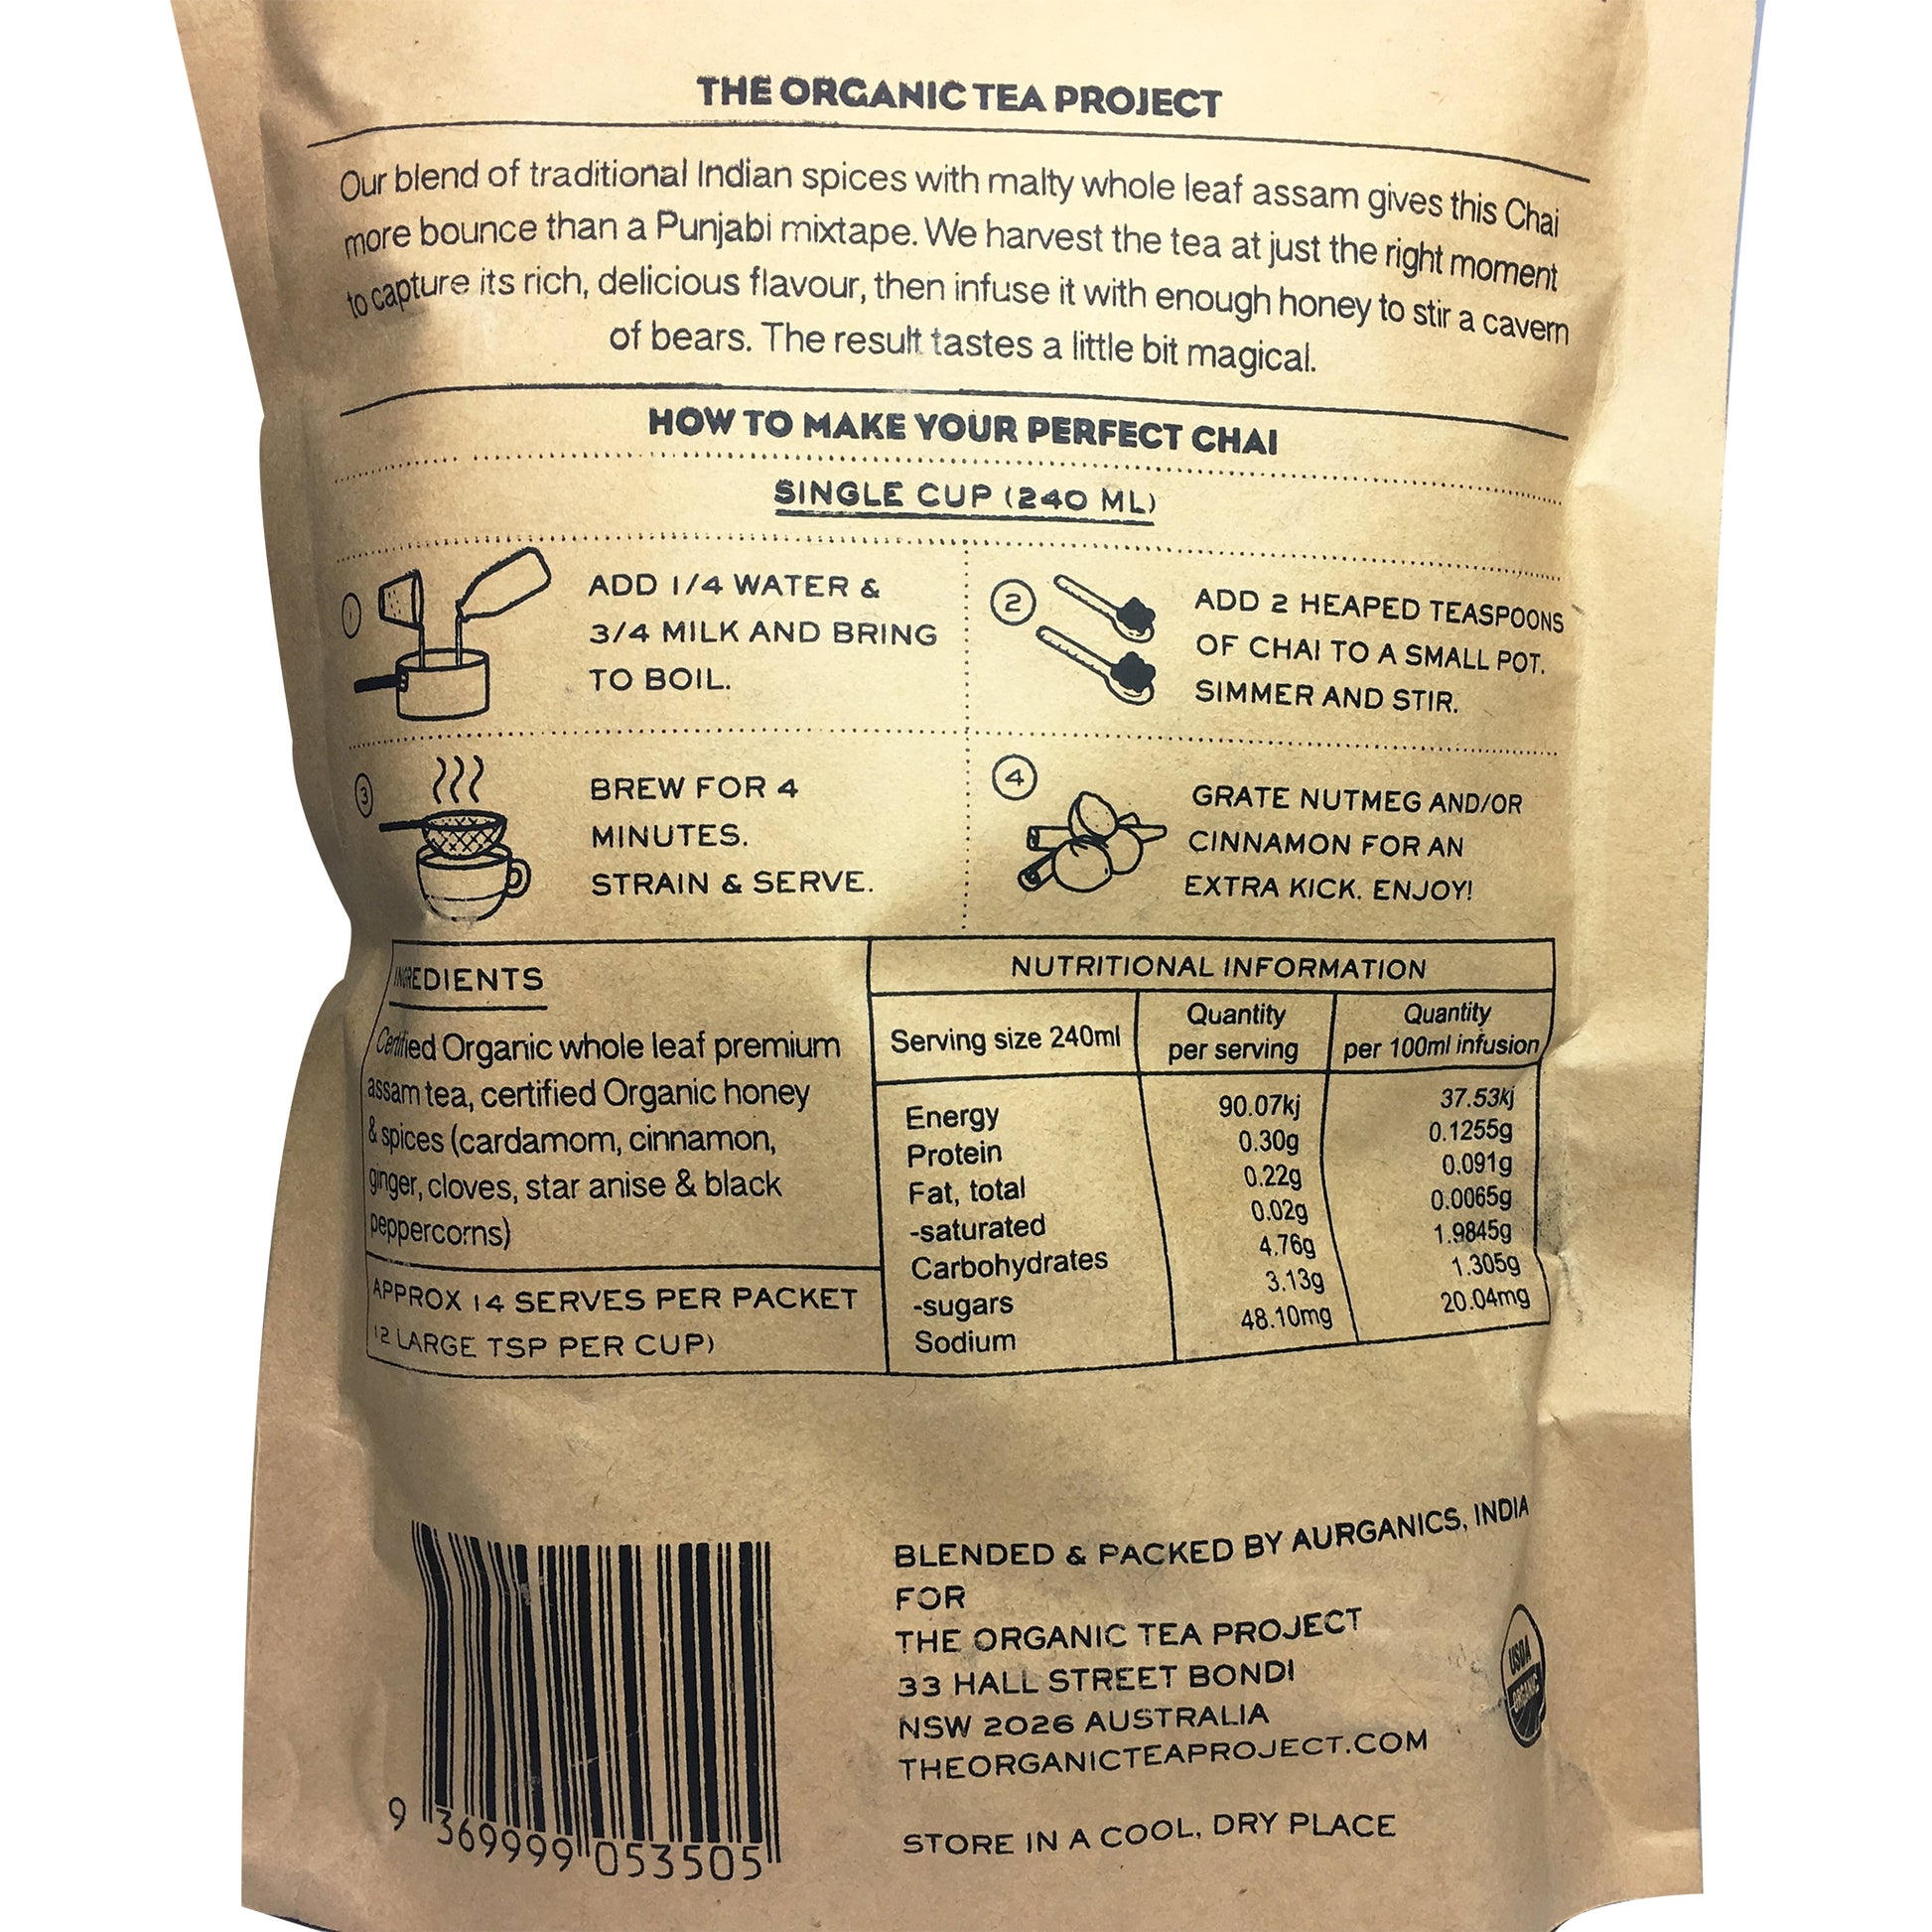 THE ORGANIC TEA PROJECT
Our blend of traditional Indian spices with malty whole leaf assam gives this Chai
more bounce than a Punjabi mixtape. We harvest the tea at just the right moment
to capture its rich, delicious flavour, then infuse it with enough honey to stir a cavern
of bears. The result tastes a little bit magical.
HOW TO MAKE YOUR PERFECT CHAI
SINGLE CUP (240 ML)
1
ADD 1/4 WATER &
3/4 MILK AND BRING
TO BOIL.
2
ADD 2 HEAPED TEASPOONS
OF CHAI TO A SMALL POT.
SIMMER AND STIR.
3
BREW FOR 4
MINUTES.
STRAIN & SERVE.
4
GRATE NUTMEG AND/OR
CINNAMON FOR AN
EXTRA KICK. ENJOY!
INGREDIENTS
Certified Organic whole leaf premium
assam tea, certified Organic honey
& spices (cardamom, cinnamon,
ginger, cloves, star anise & black
peppercorns)
APPROX 14 SERVES PER PACKET
(2 LARGE TSP PER CUP)
NUTRITIONAL INFORMATION
Serving size 240ml
Quantity
per serving
Quantity
per 100ml infusion
Energy 90.07kj 37.53kj
Protein 0.30g 0.1255g
Fat, total 0.22g 0.091g
-saturated 0.02g 0.0065g
Carbohydrates 4.76g 1.9845g
-sugars 3.13g 1.305g
Sodium 48.10mg 20.04mg
BLENDED & PACKED BY AURGANICS, INDIA
FOR
THE ORGANIC TEA PROJECT
33 HALL STREET BONDI
NSW 2026 AUSTRALIA
THEORGANICTEAPROJECT.COM
STORE IN A COOL, DRY PLACE
USDA
ORGANIC
9 369999 053505